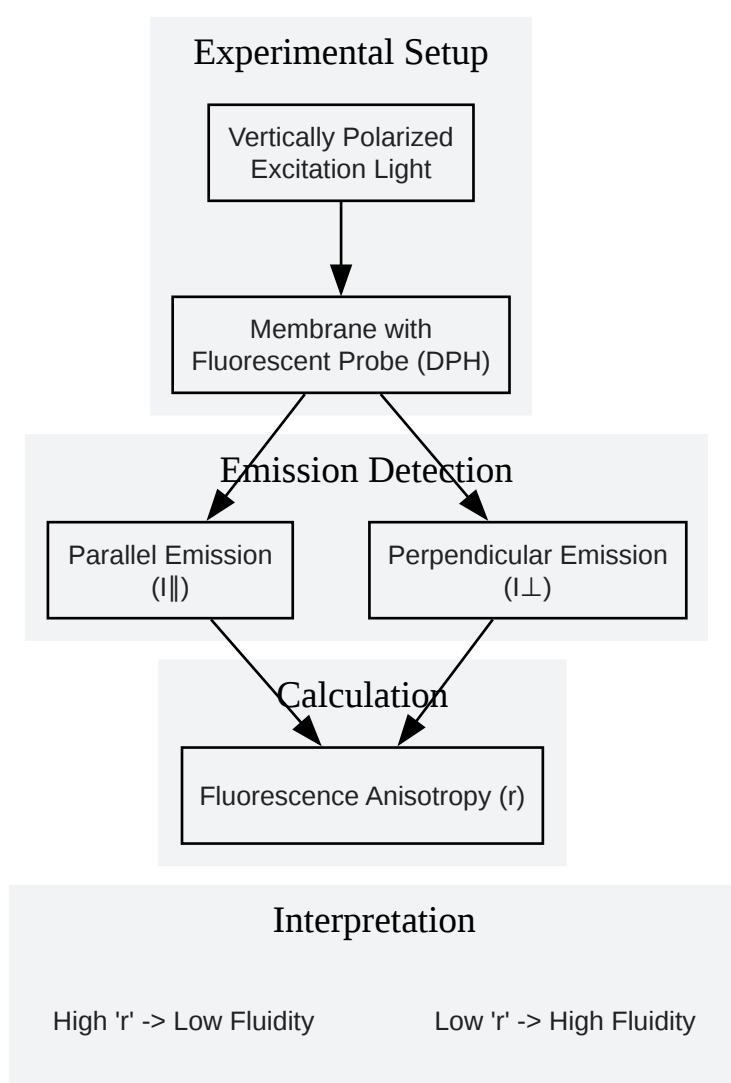 Experimental Setup
Vertically Polarized
Excitation Light
Membrane with
Fluorescent Probe (DPH)
Emission Detection
Parallel Emission
(I∥)
Perpendicular Emission
(I⊥)
Calculation
Fluorescence Anisotropy (r)
Interpretation
High 'r' -> Low Fluidity
Low 'r' -> High Fluidity